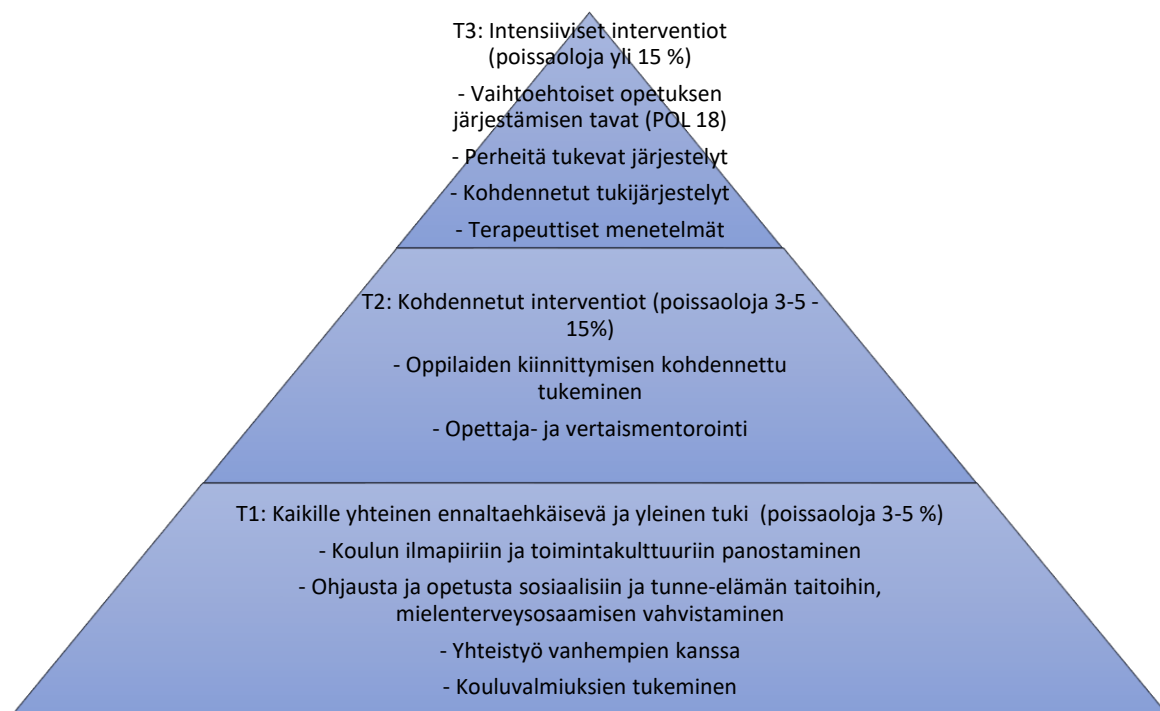 T3: Intensiiviset interventiot
(poissaoloja yli 15 %)
- Vaihtoehtoiset opetuksen
järjestämisen tavat (POL 18)
- Perheitä tukevat järjestelyt
- Kohdennetut tukijärjestelyt
- Terapeuttiset menetelmät
T2: Kohdennetut interventiot (poissaoloja 3-5 -
15%)
- Oppilaiden kiinnittymisen kohdennettu
tukeminen
- Opettaja- ja vertaismentorointi
T1: Kaikille yhteinen ennaltaehkäisevä ja yleinen tuki (poissaoloja 3-5 %)
- Koulun ilmapiiriin ja toimintakulttuuriin panostaminen
- Ohjausta ja opetusta sosiaalisiin ja tunne-elämän taitoihin,
mielenterveysosaamisen vahvistaminen
- Yhteistyö vanhempien kanssa
- Kouluvalmiuksien tukeminen